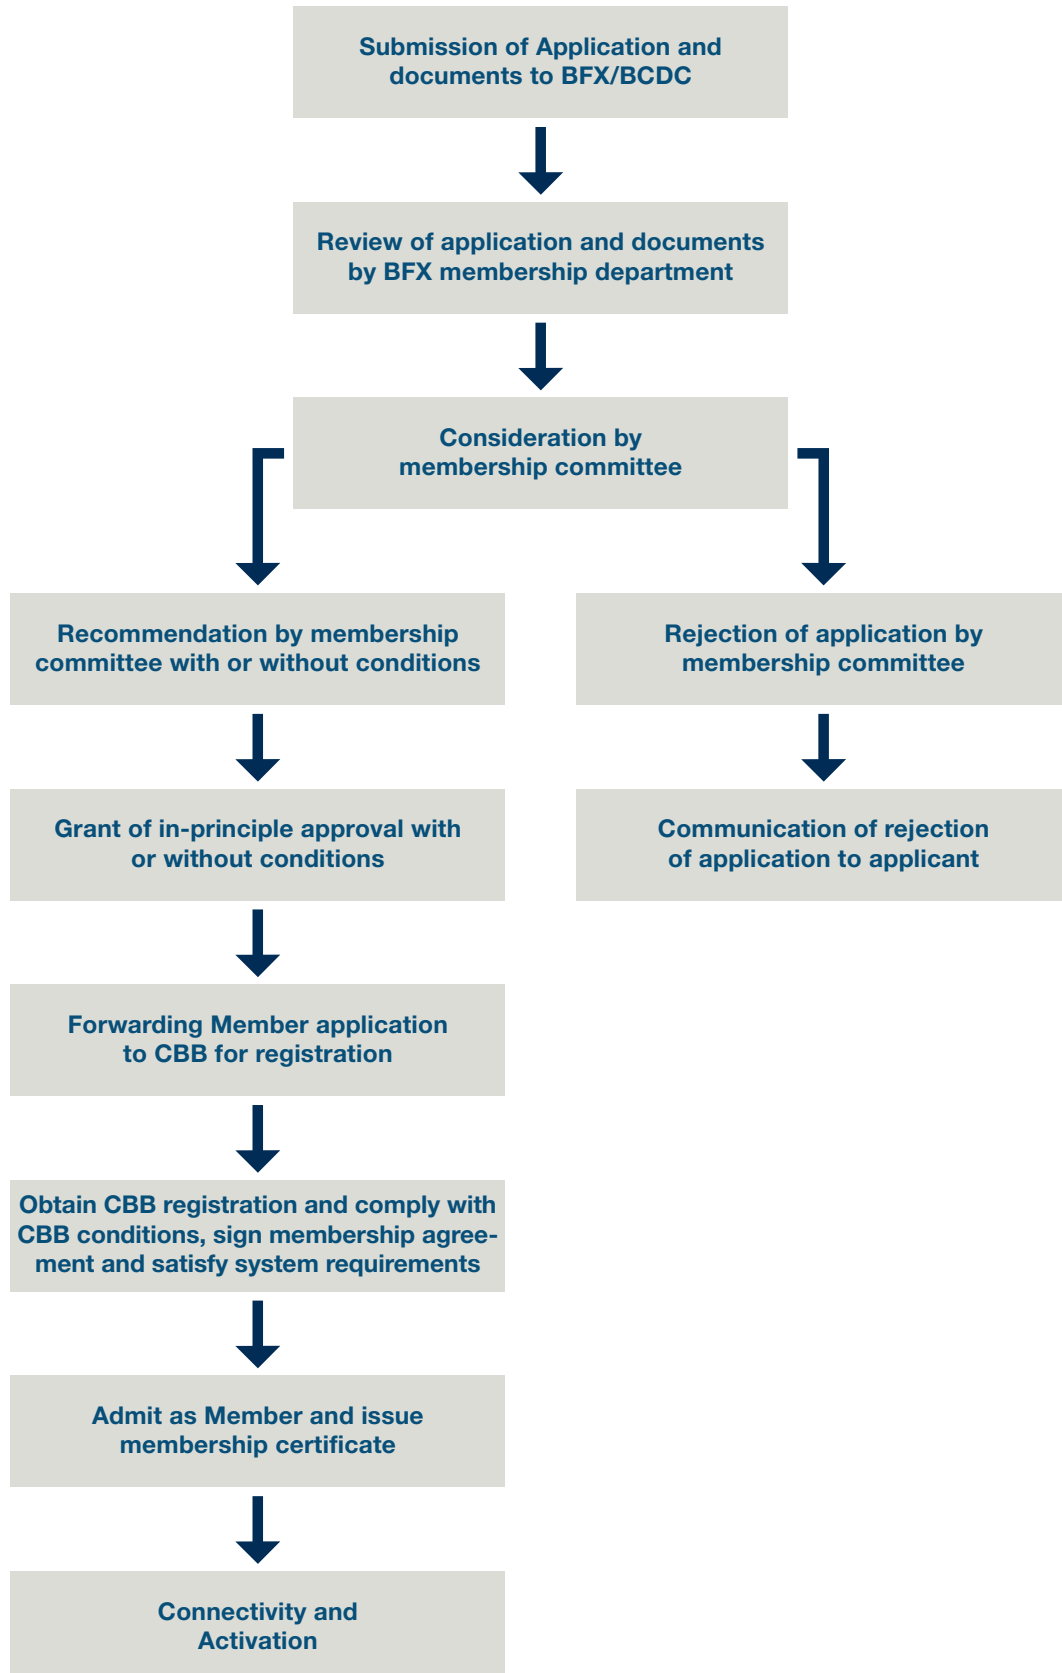 Submission of Application and
documents to BFX/BCDC
Review of application and documents
by BFX membership department
Consideration by
membership committee
Recommendation by membership
committee with or without conditions
Rejection of application by
membership committee
Grant of in-principle approval with
or without conditions
Communication of rejection
of application to applicant
Forwarding Member application
to CBB for registration
Obtain CBB registration and comply with
CBB conditions, sign membership agree-
ment and satisfy system requirements
Admit as Member and issue
membership certificate
Connectivity and
Activation